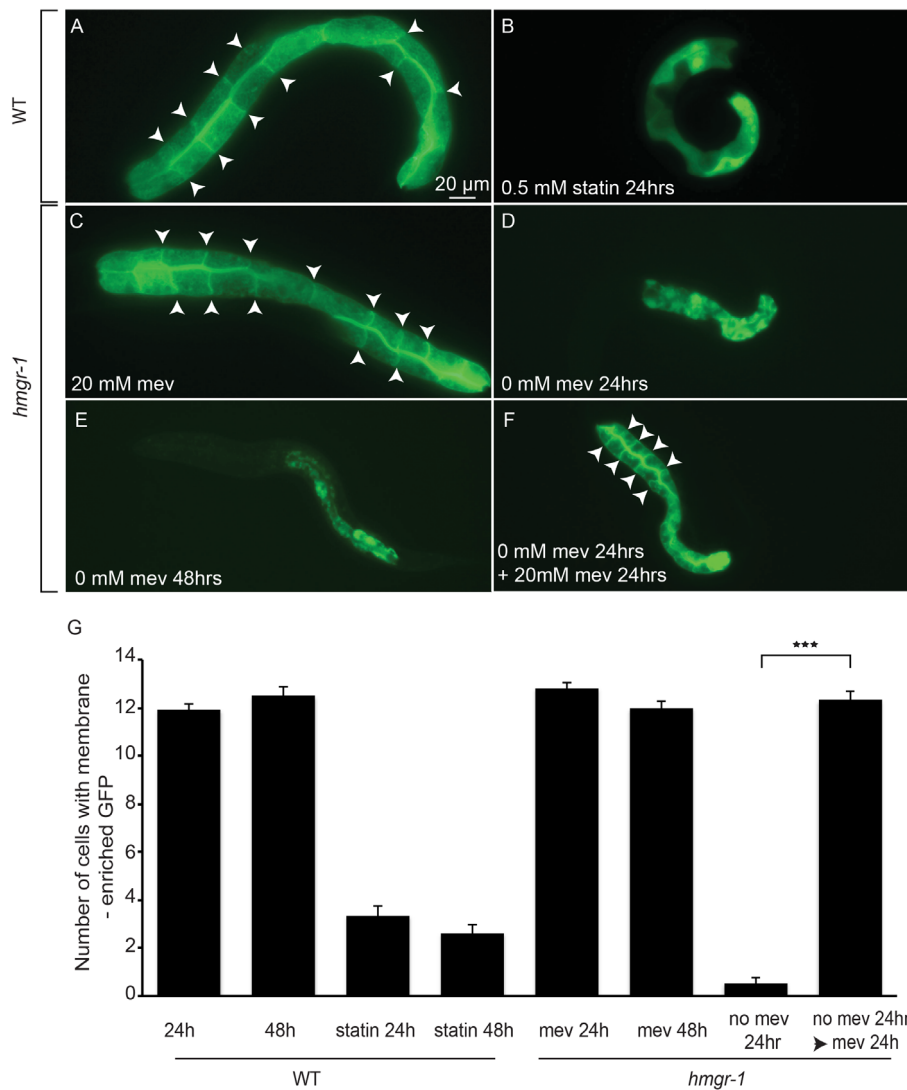 WT
hmgr-1
A
20 µm
B
0.5 mM statin 24hrs
C
20 mM mev
D
0 mM mev 24hrs
E
0 mM mev 48hrs
F
0 mM mev 24hrs
+ 20mM mev 24hrs
G
Number of cells with membrane
- enriched GFP
14
12
10
8
6
4
2
0
***
24h
48h
statin 24h
statin 48h
mev 24h
mev 48h
no mev
24hr
no mev 24hr
➤ mev 24h
WT
hmgr-1